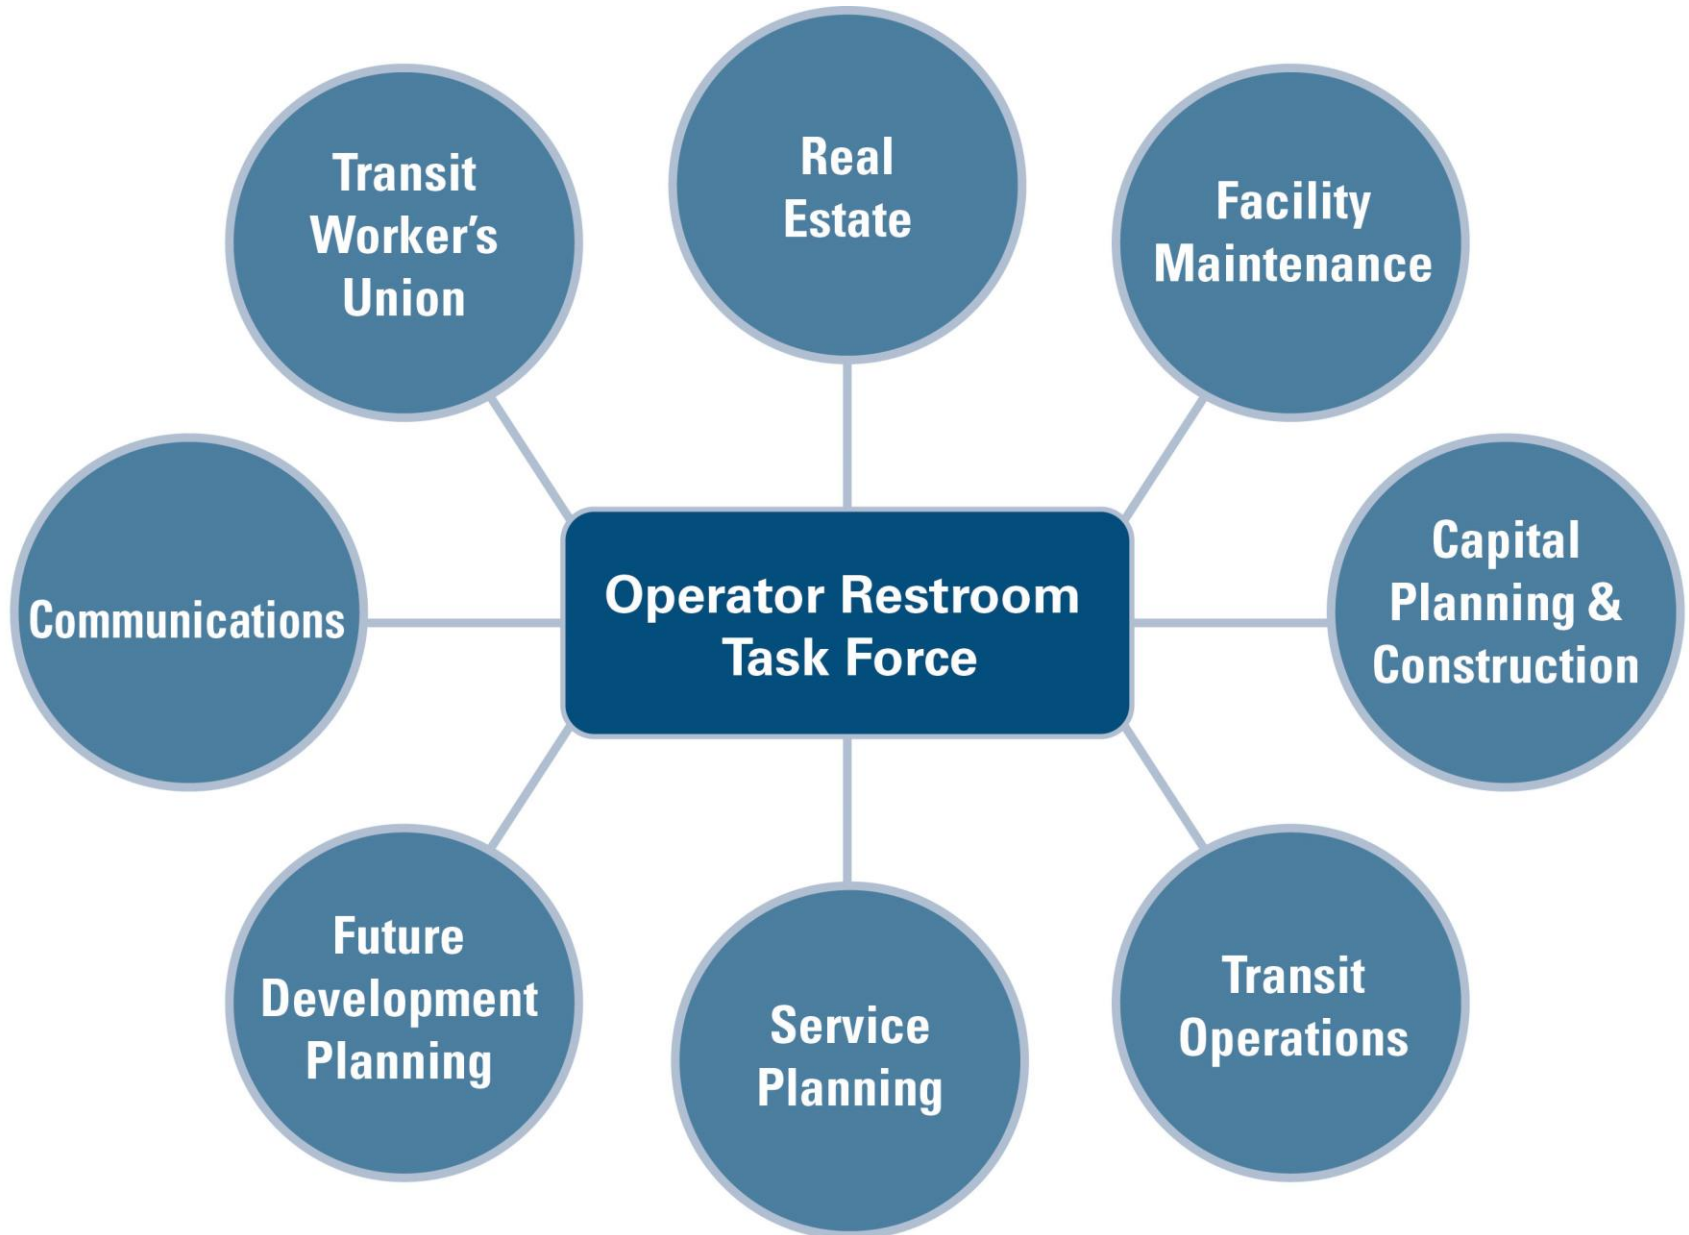 Real
Estate
Transit
Worker's
Union
Facility
Maintenance
Communications
Operator Restroom
Task Force
Capital
Planning &
Construction
Future
Development
Planning
Service
Planning
Transit
Operations